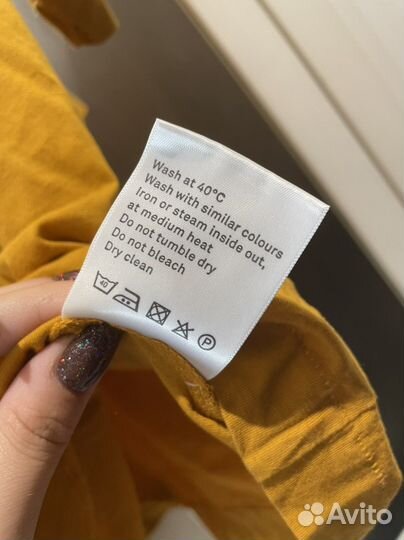 Wash at 40°C
Wash with similar colours
Iron or steam inside out,
at medium heat
Do not tumble dry
Do not bleach
Dry clean
40 P
Avito